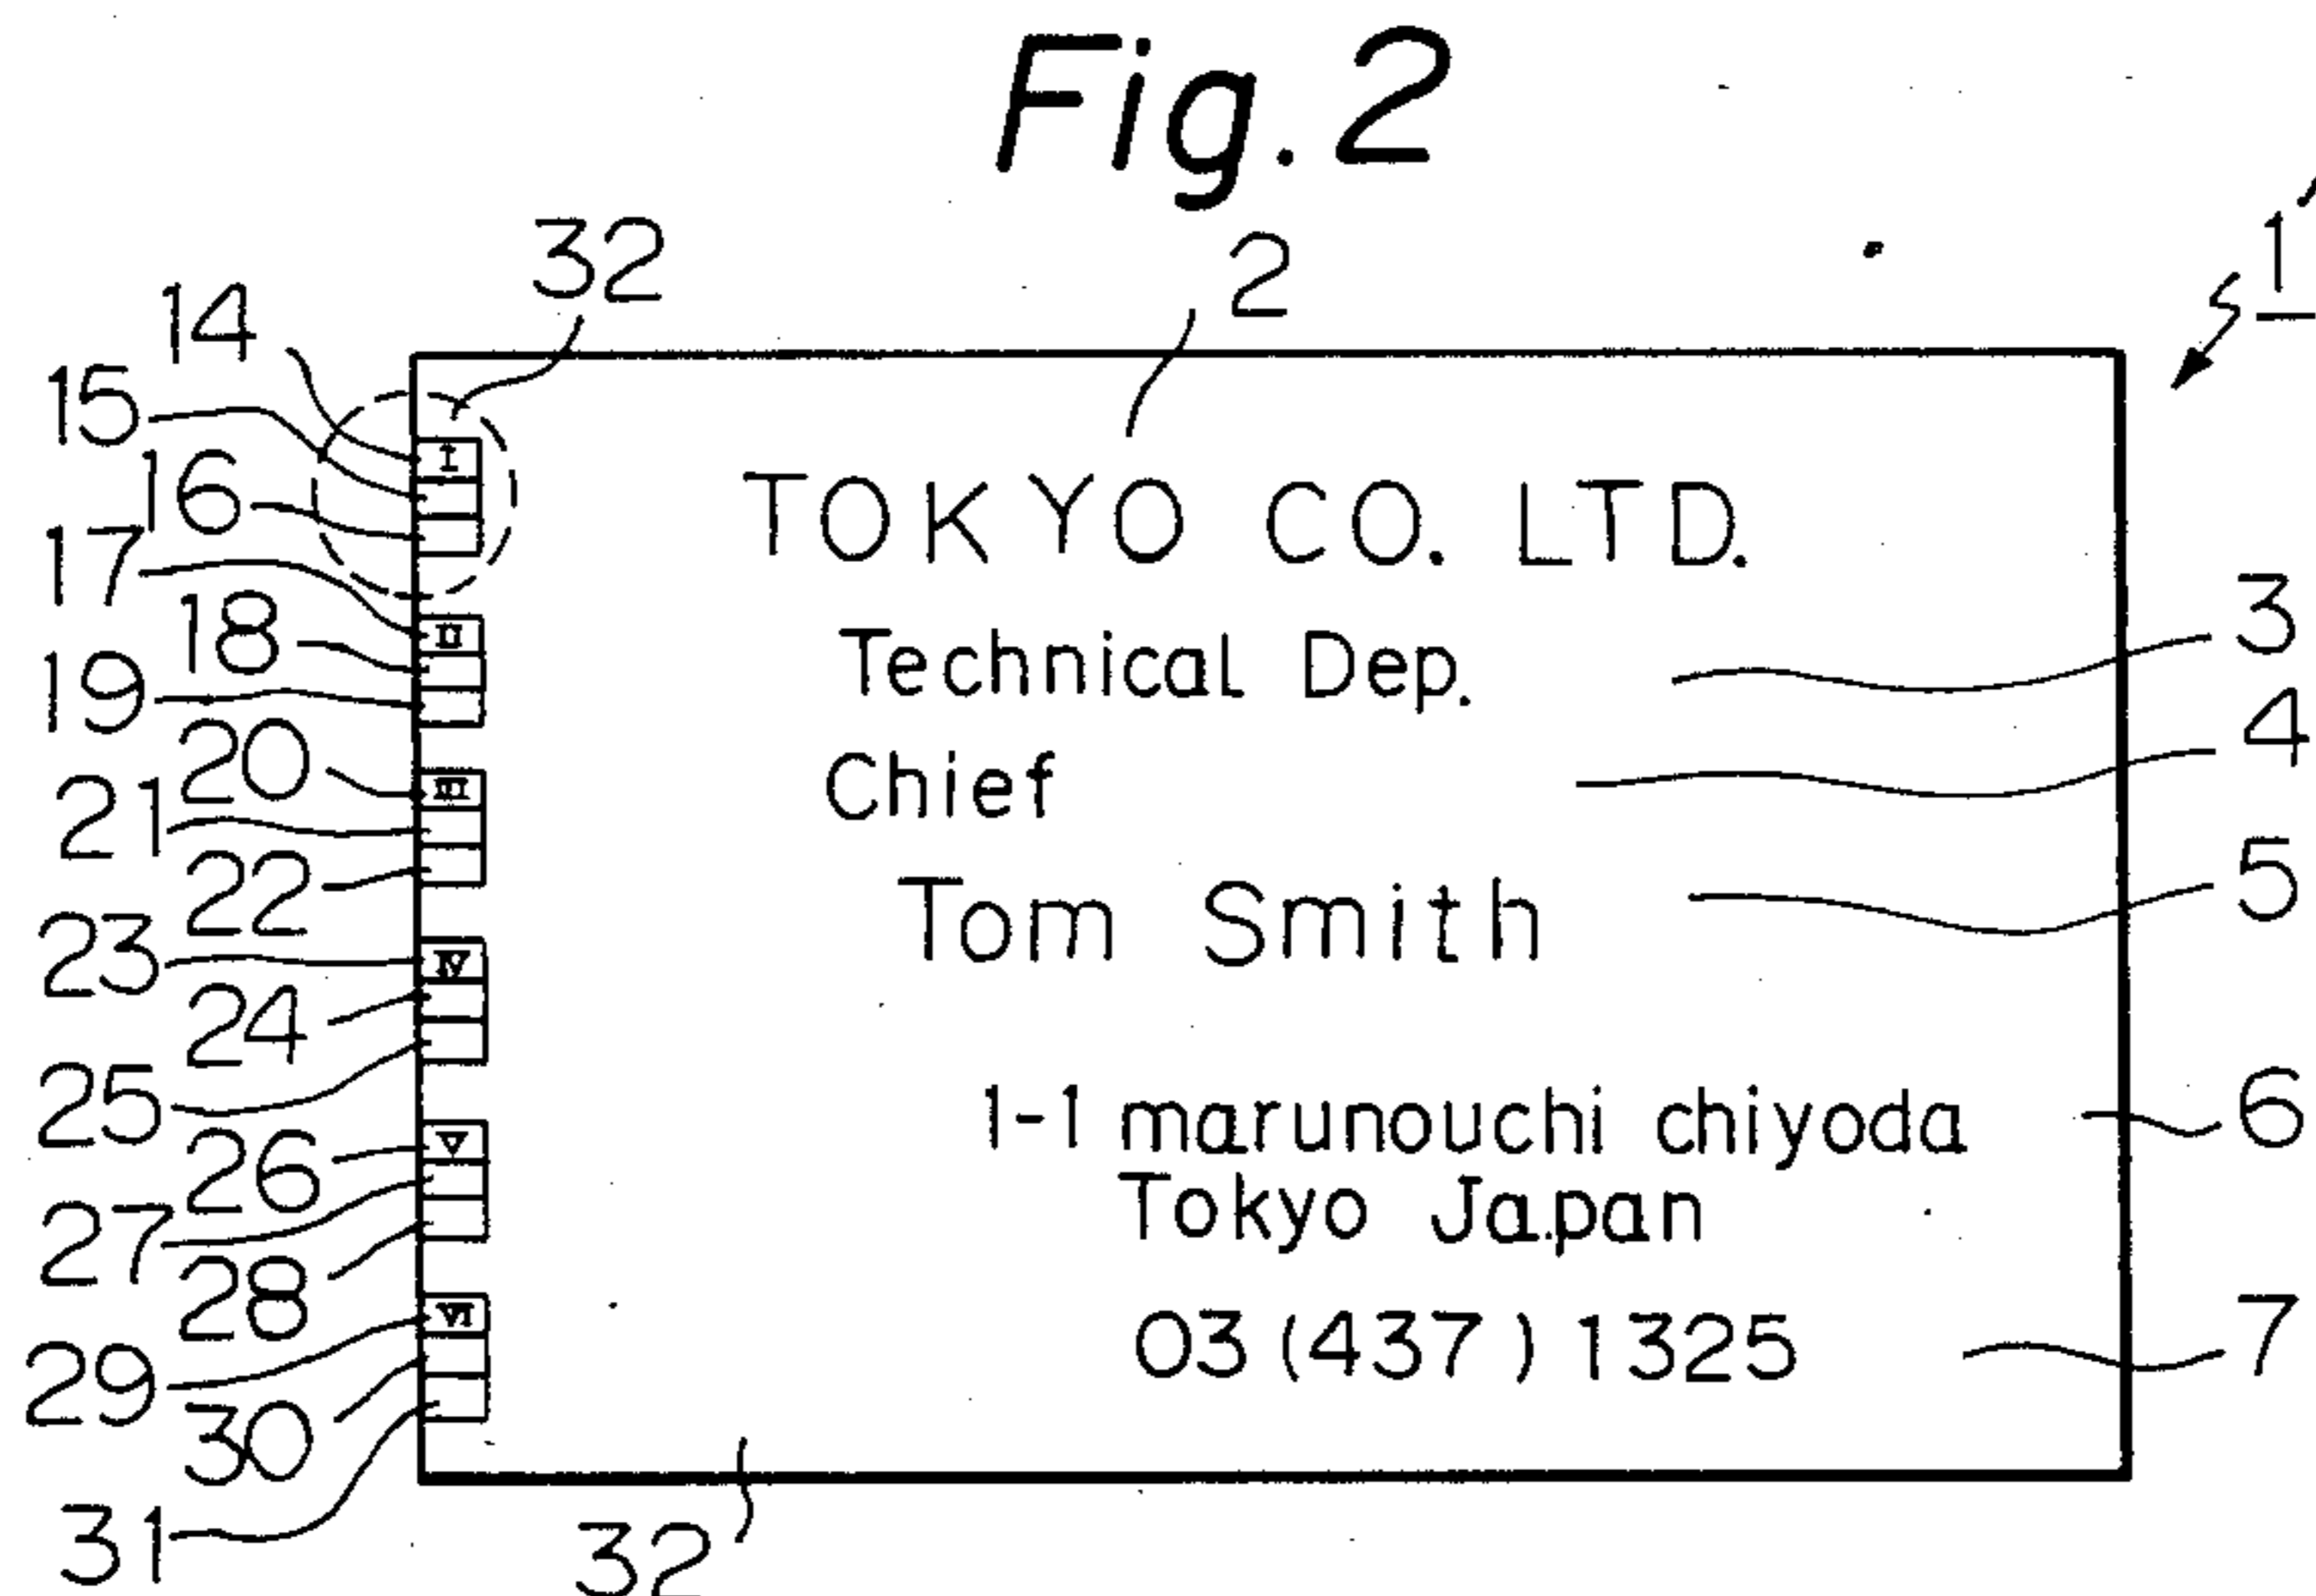 Fig.2
32
2
1
14
15
I
16
TOKYO CO. LTD.
17
II
3
18
Technical Dep.
19
4
20
III
Chief
21
5
22
Tom Smith
23
IV
24
25
1-1 marunouchi chiyoda
6
26
V
Tokyo Japan
27
28
VI
03 (437) 1325
7
29
30
31
32